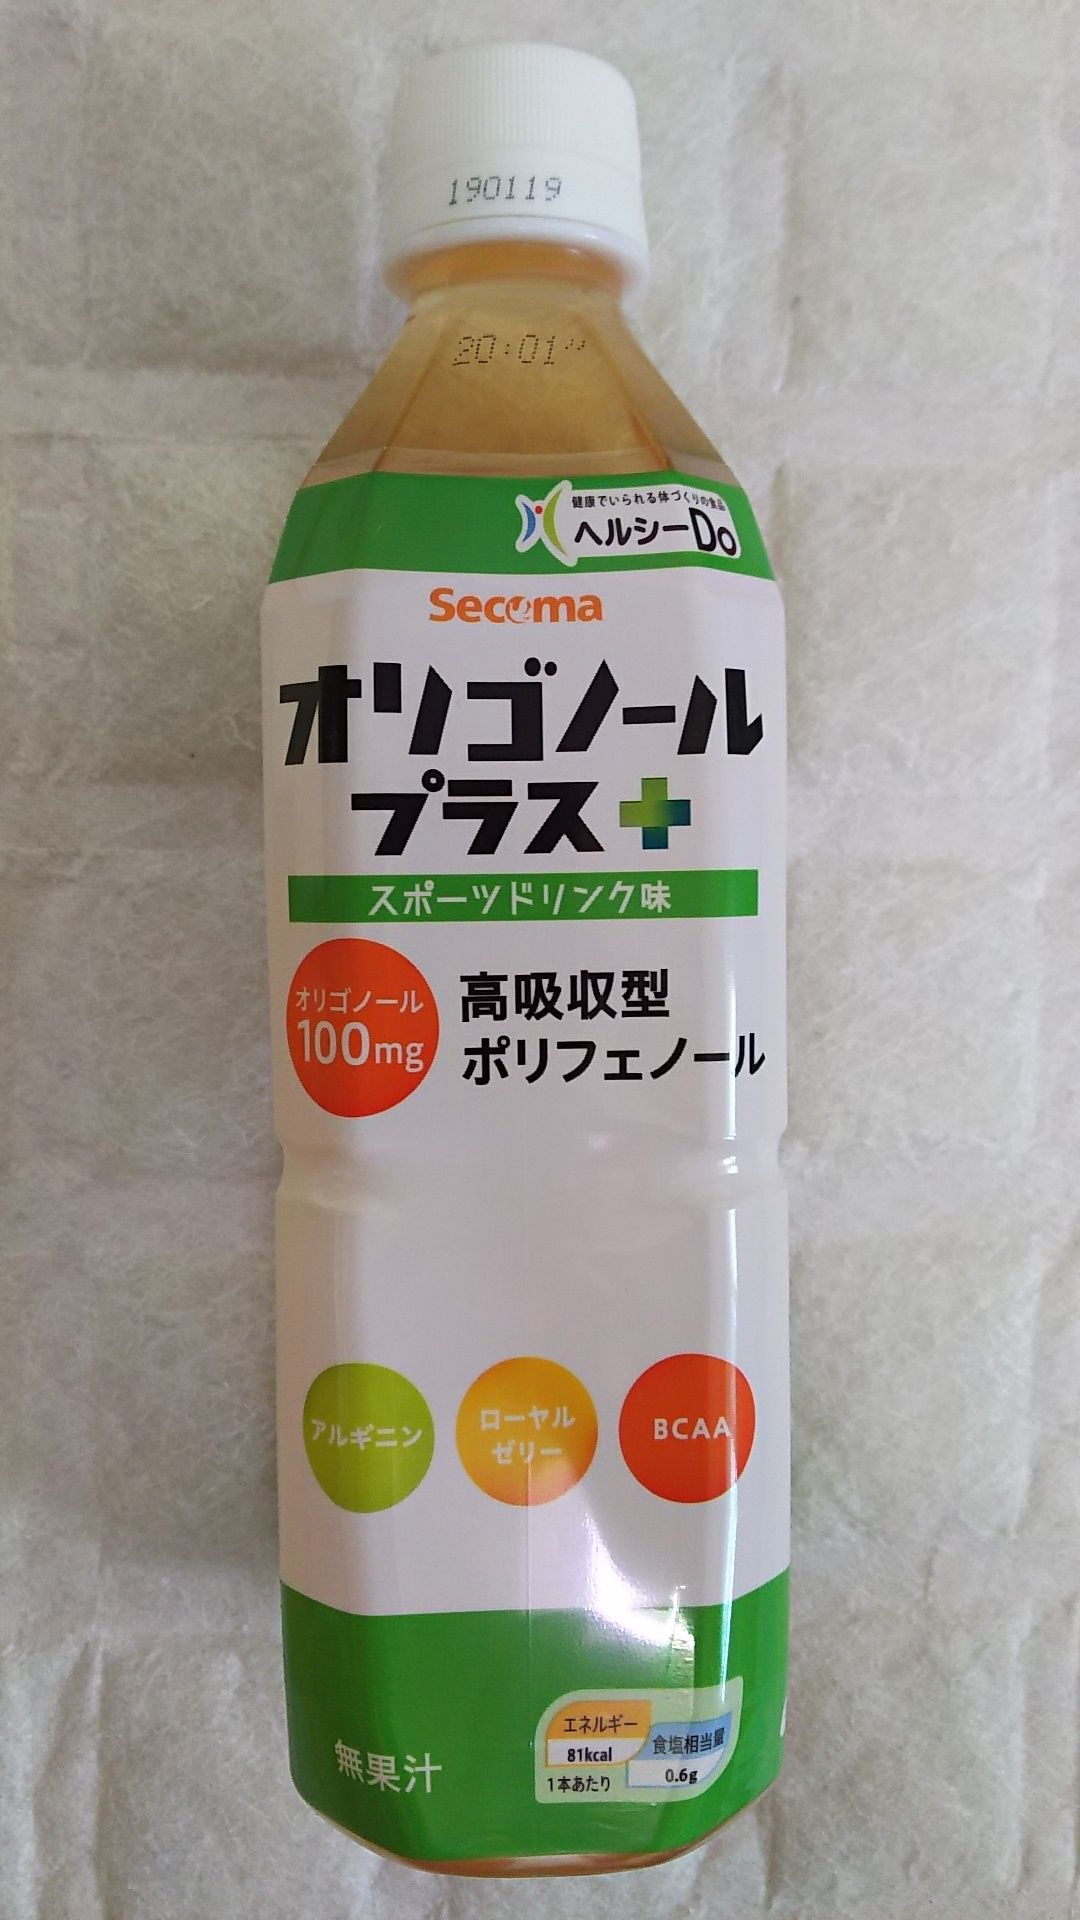 190119
20:01〃
健康でいられる体づくりの食品
ヘルシーDo
Secoma
オリゴノール
プラス+
スポーツドリンク味
オリゴノール
100mg
高吸収型
ポリフェノール
アルギニン
ローヤル
ゼリー
BCAA
無果汁
エネルギー
81kcal
1本あたり
食塩相当量
0.6g